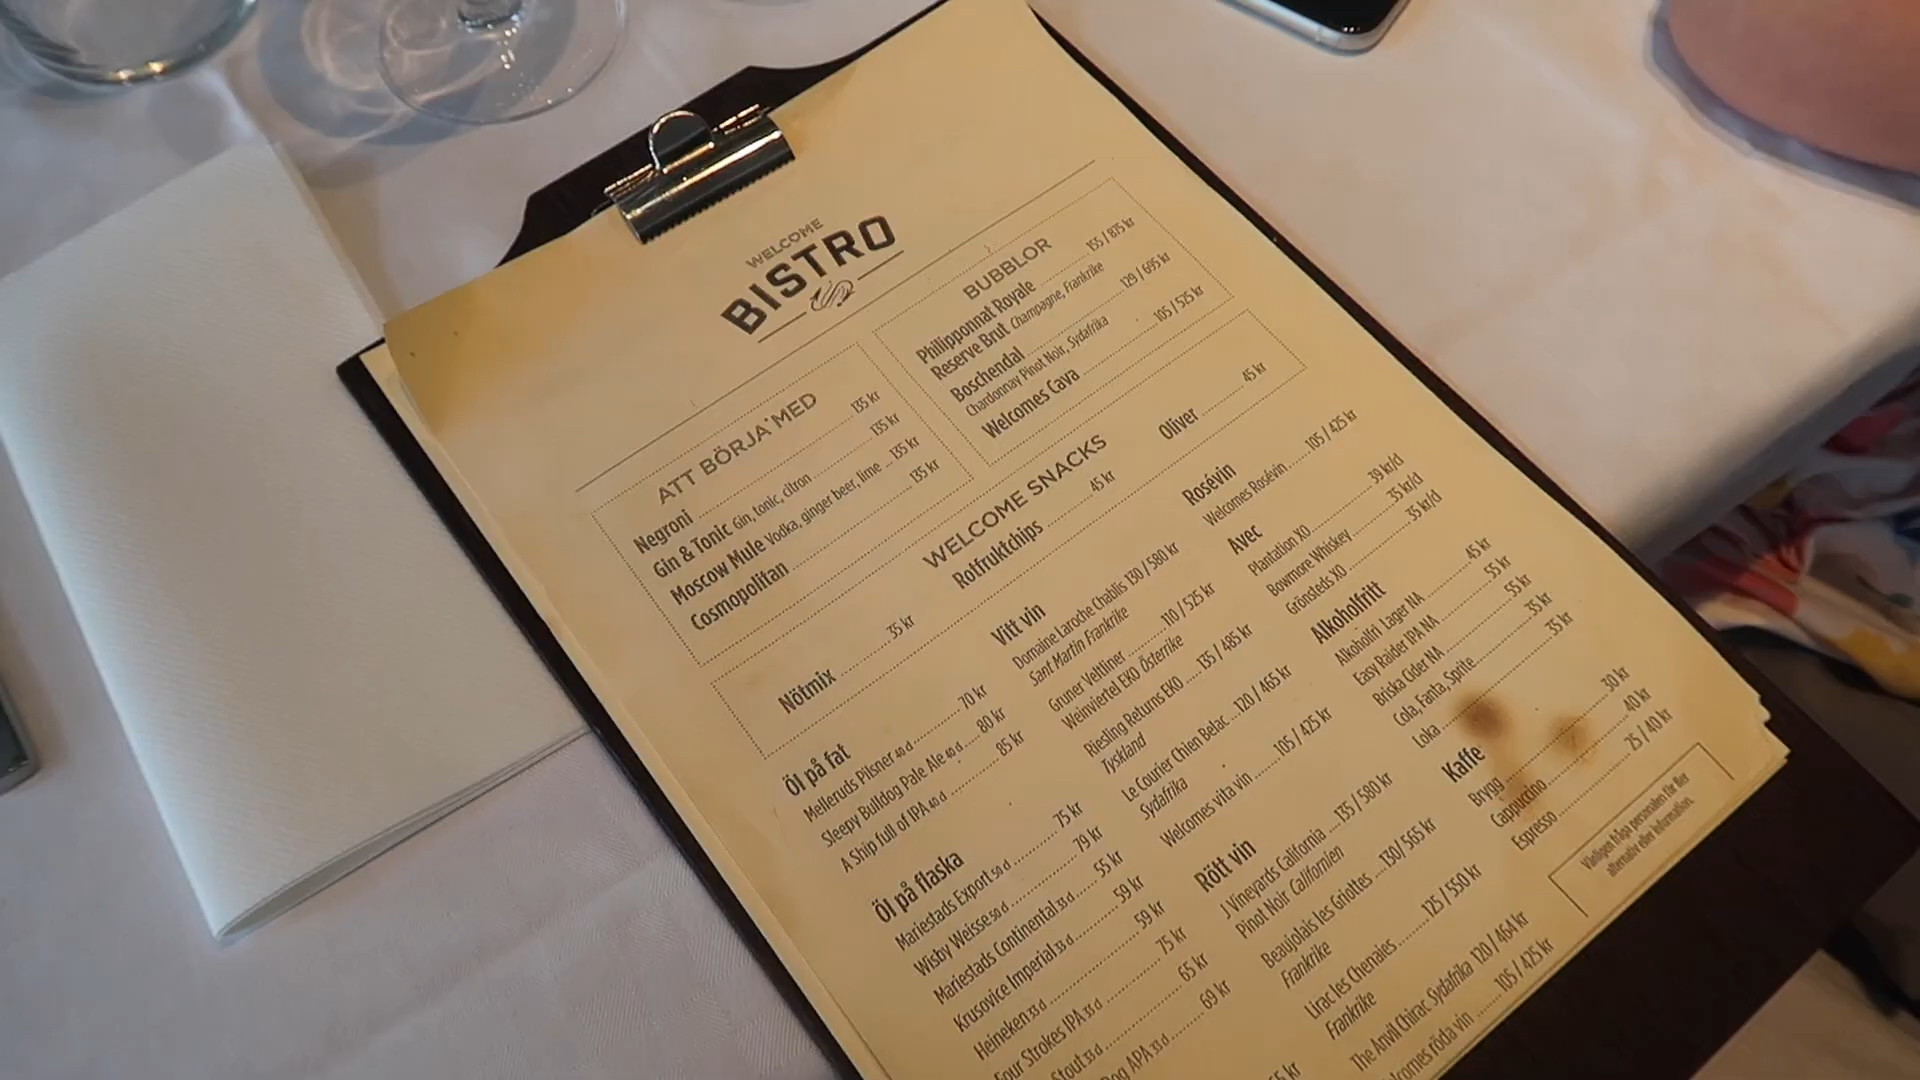 WELCOME
BISTRO
ATT BÖRJA MED
Negroni 135 kr
Gin & Tonic Gin, tonic, citron 135 kr
Moscow Mule Vodka, ginger beer, lime 135 kr
Cosmopolitan 135 kr
BUBBLOR
Philipponnat Royale 155 / 875 kr
Reserve Brut Champagne, Frankrike
Boschendal 129 / 695 kr
Chardonnay Pinot Noir, Sydafrika
Welcomes Cava 105 / 525 kr
WELCOME SNACKS
Nötmix 35 kr
Rotfruktchips 45 kr
Oliver 45 kr
Öl på fat
Melleruds Pilsner 40 cl 70 kr
Sleepy Bulldog Pale Ale 40 cl 80 kr
A Ship full of IPA 40 cl 85 kr
Öl på flaska
Mariestads Export 50 cl 75 kr
Wisby Weisse 50 cl 79 kr
Mariestads Continental 33 cl 55 kr
Krusovice Imperial 33 cl 59 kr
Heineken 33 cl 59 kr
Four Strokes IPA 33 cl 75 kr
Stout 33 cl 65 kr
APA 33 cl 69 kr
Vitt vin
Domaine Laroche Chablis 130 / 580 kr
Sant Martin Frankrike
Gruner Veltliner 110 / 525 kr
Weinviertel EKO Österrike
Riesling Returns EKO 135 / 485 kr
Tyskland
Le Courier Chien Belac 120 / 465 kr
Sydafrika
Welcomes vita vin 105 / 425 kr
Rött vin
J Vineyards California 135 / 580 kr
Pinot Noir Californien
Beaujolais les Griottes 130/ 565 kr
Frankrike
Lirac les Chenaies 125 / 550 kr
Frankrike
The Anvil Chirac Sydafrika 120 / 464 kr
röda vin 105 / 425 kr
Rosévin
Welcomes Rosévin 105 / 425 kr
Avec
Plantation XO 39 kr/cl
Bowmore Whiskey 35 kr/cl
Grönsteds XO 35 kr/cl
Alkoholfritt
Alkoholfri Lager NA 45 kr
Easy Raider IPA NA 55 kr
Briska Cider NA 55 kr
Cola, Fanta, Sprite 35 kr
Loka 35 kr
Kaffe
Brygg 30 kr
Cappucino 40 kr
Espresso 25 / 40 kr
Vänligen fråga personalen för fler
alternativ eller information.